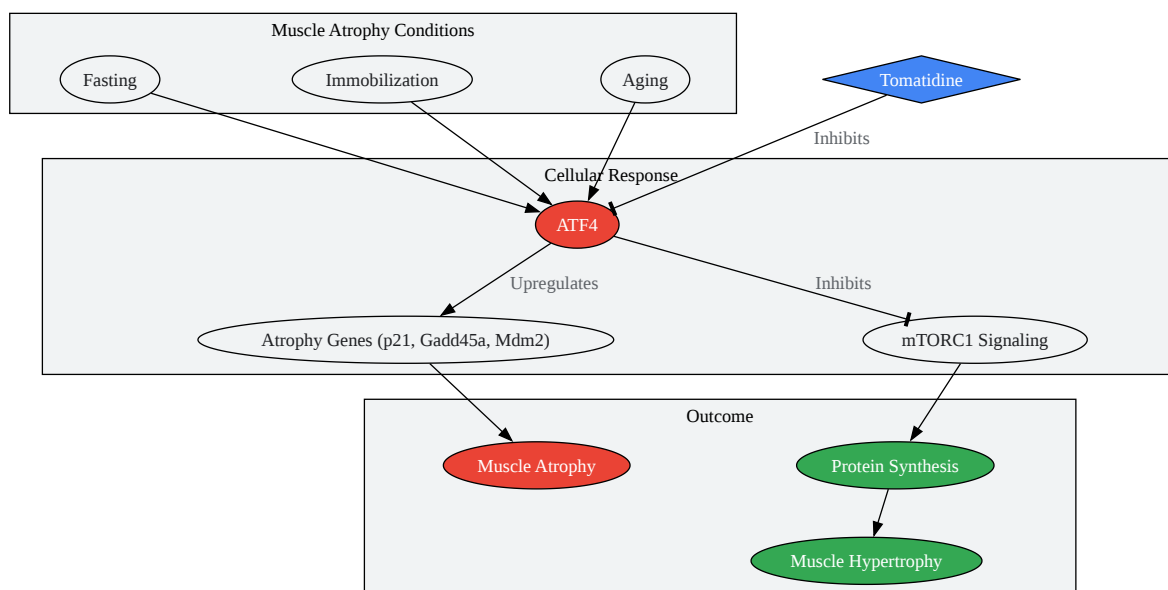 Muscle Atrophy Conditions
Fasting
Immobilization
Aging
Tomatidine
Inhibits
Cellular Response
ATF4
Upregulates
Inhibits
Atrophy Genes (p21, Gadd45a, Mdm2)
mTORC1 Signaling
Outcome
Muscle Atrophy
Protein Synthesis
Muscle Hypertrophy